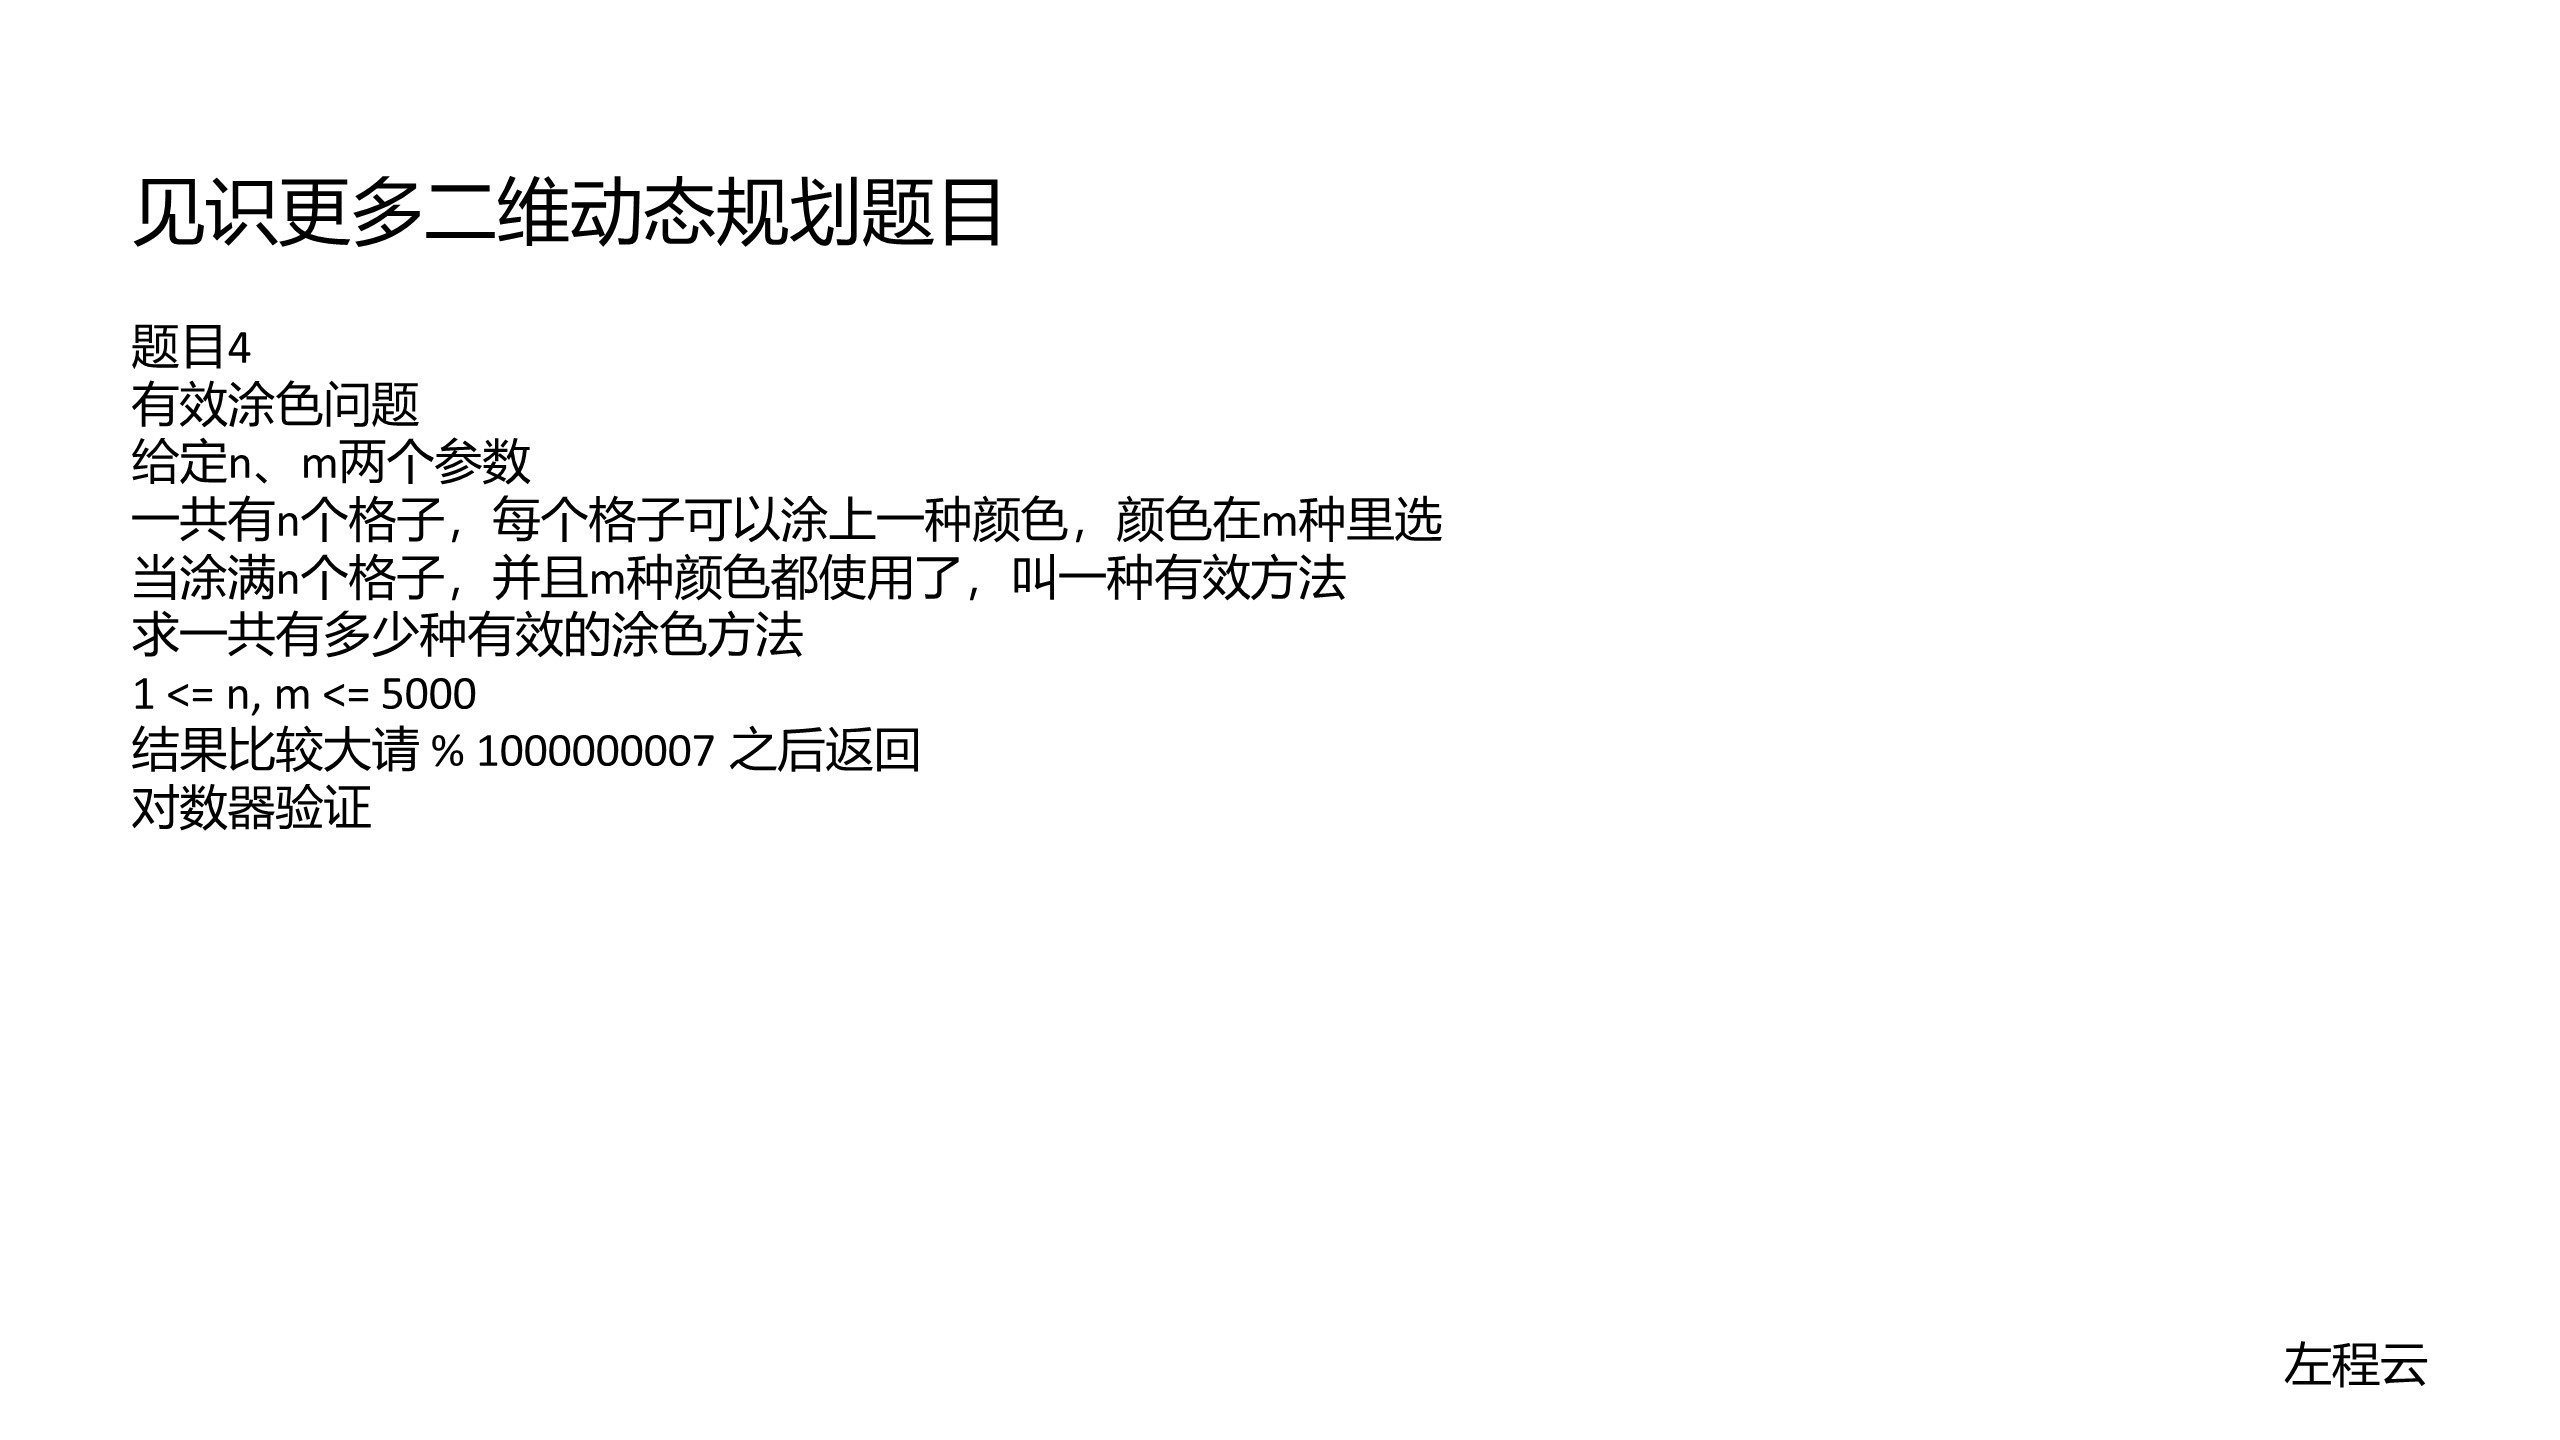 见识更多二维动态规划题目
题目4
有效涂色问题
给定n、m两个参数
一共有n个格子，每个格子可以涂上一种颜色，颜色在m种里选
当涂满n个格子，并且m种颜色都使用了，叫一种有效方法
求一共有多少种有效的涂色方法
1 <= n, m <= 5000
结果比较大请 % 1000000007 之后返回
对数器验证
左程云